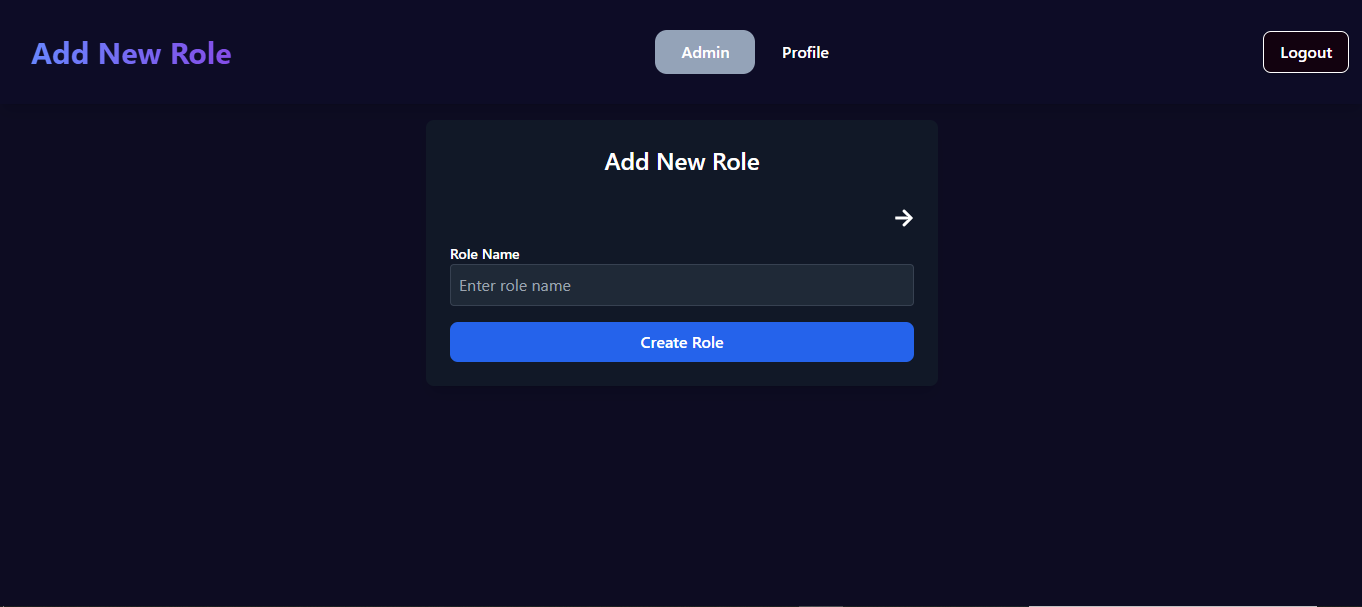 Add New Role
Admin
Profile
Logout
Add New Role
Role Name
Enter role name
Create Role